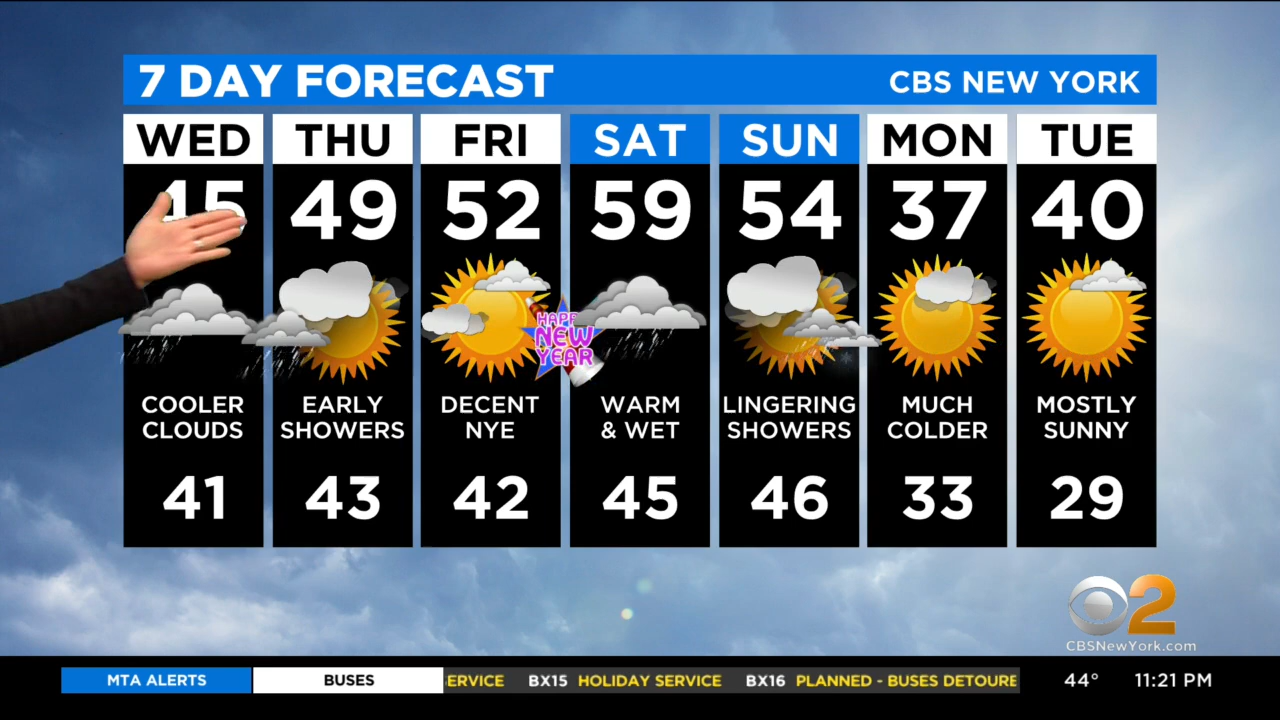 7 DAY FORECAST
CBS NEW YORK
WED THU FRI SAT SUN MON TUE
45 49 52 59 54 37 40
HAPPY
NEW
YEAR
COOLER EARLY DECENT WARM LINGERING MUCH MOSTLY
CLOUDS SHOWERS NYE & WET SHOWERS COLDER SUNNY
41 43 42 45 46 33 29
2
CBSNewYork.com
MTA ALERTS BUSES ERVICE BX15 HOLIDAY SERVICE BX16 PLANNED - BUSES DETOURE 44° 11:21 PM